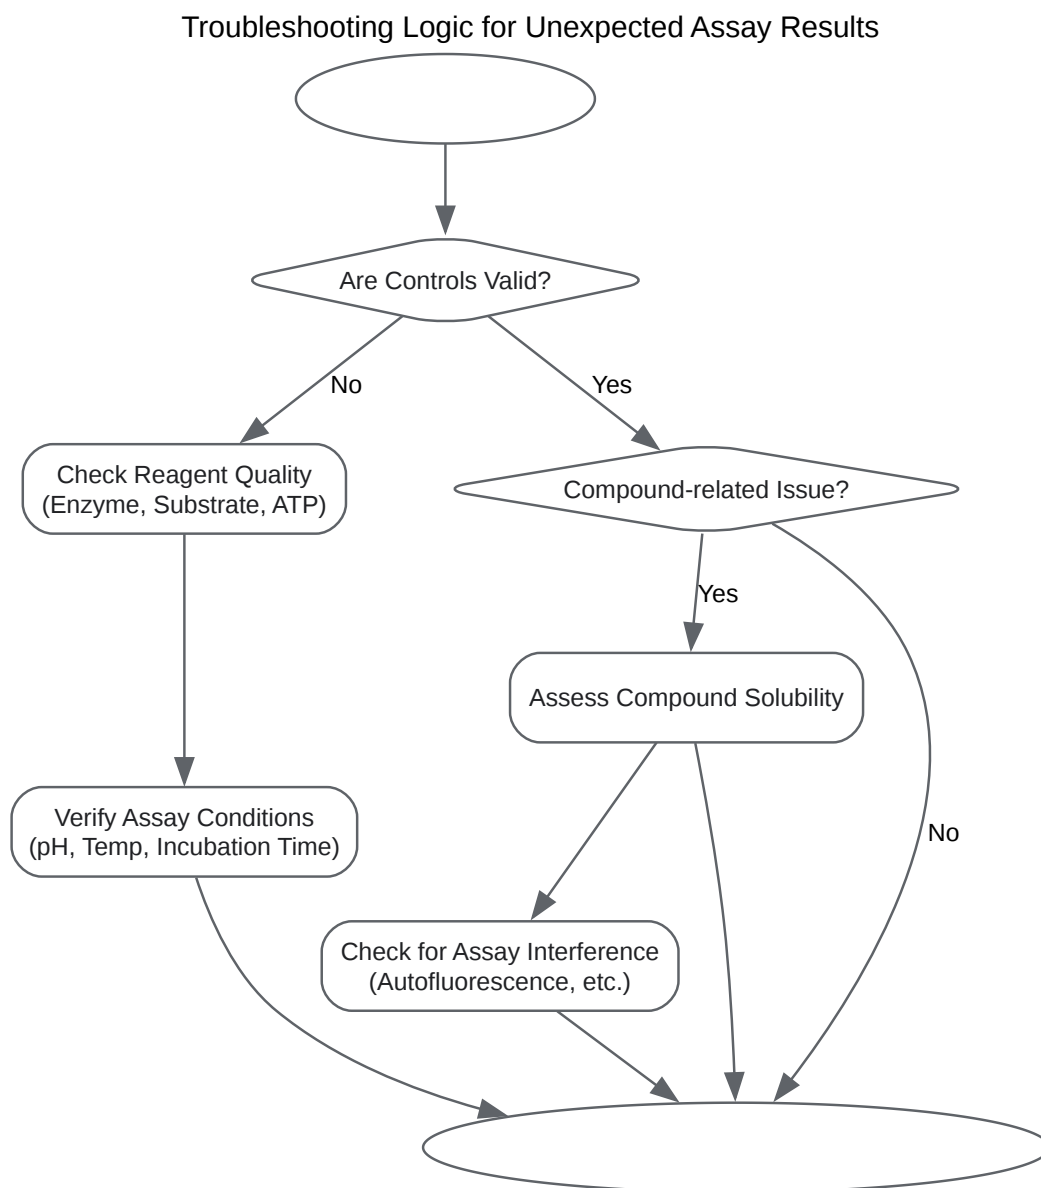 Troubleshooting Logic for Unexpected Assay Results
Are Controls Valid?
No
Yes
Check Reagent Quality
(Enzyme, Substrate, ATP)
Compound-related Issue?
Yes
Assess Compound Solubility
Verify Assay Conditions
(pH, Temp, Incubation Time)
No
Check for Assay Interference
(Autofluorescence, etc.)